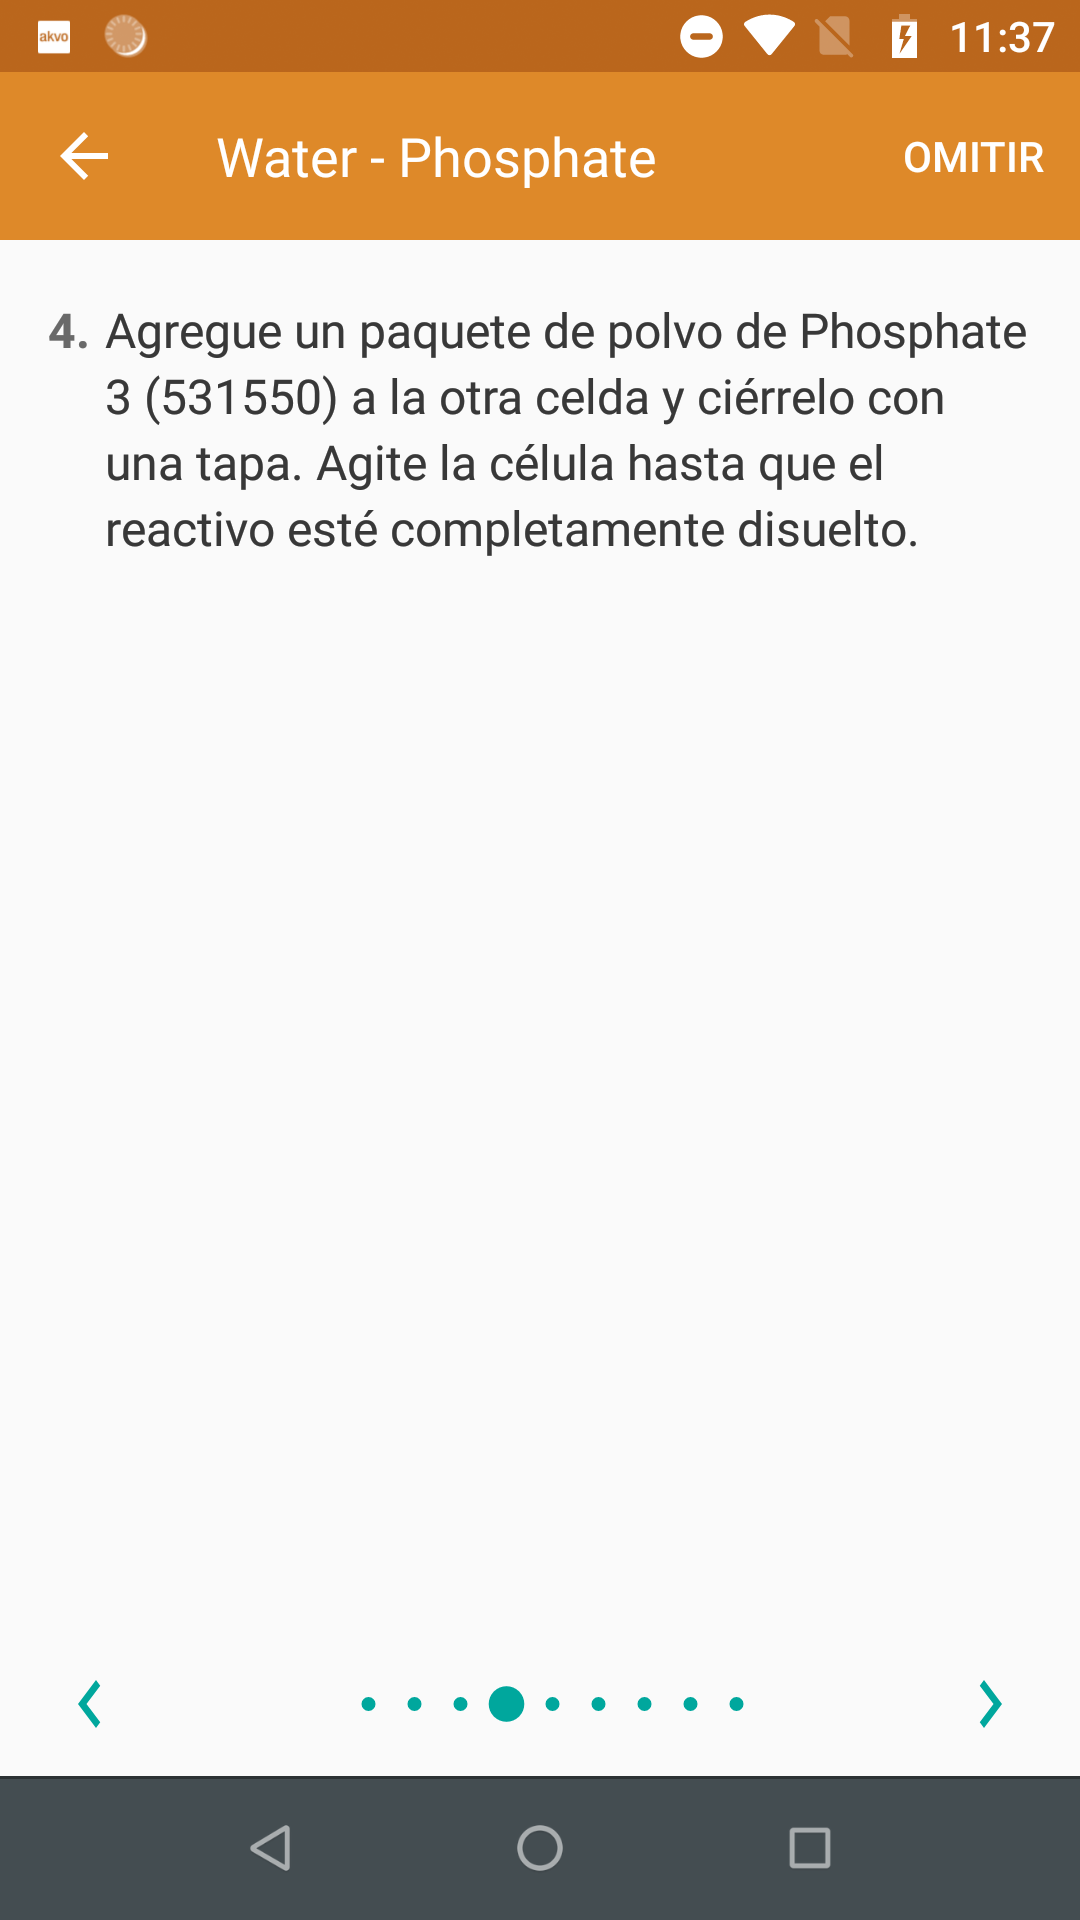 akvo
11:37
Water - Phosphate
OMITIR
4. Agregue un paquete de polvo de Phosphate
3 (531550) a la otra celda y ciérrelo con
una tapa. Agite la célula hasta que el
reactivo esté completamente disuelto.